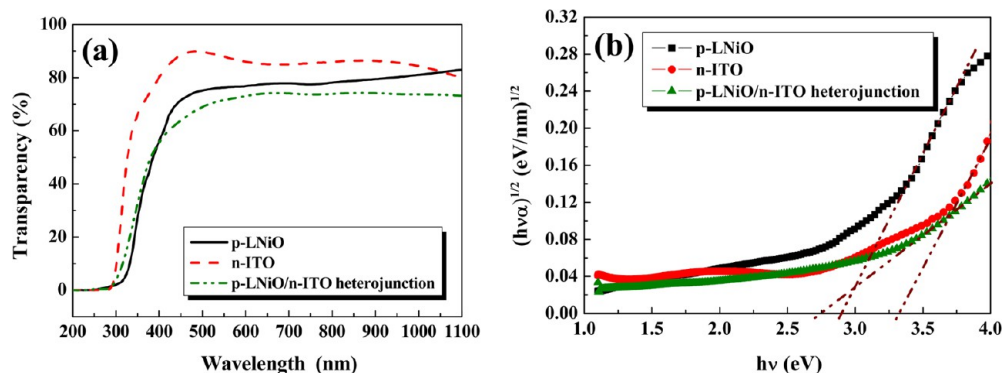 (a)
Transparency (%)
100
80
60
40
20
0
p-LNiO
n-ITO
p-LNiO/n-ITO heterojunction
200 300 400 500 600 700 800 900 1000 1100
Wavelength (nm)
(b)
(hνα)^1/2 (eV/nm)^1/2
0.32
0.28
0.24
0.20
0.16
0.12
0.08
0.04
0.00
p-LNiO
n-ITO
p-LNiO/n-ITO heterojunction
1.0 1.5 2.0 2.5 3.0 3.5 4.0
hν (eV)